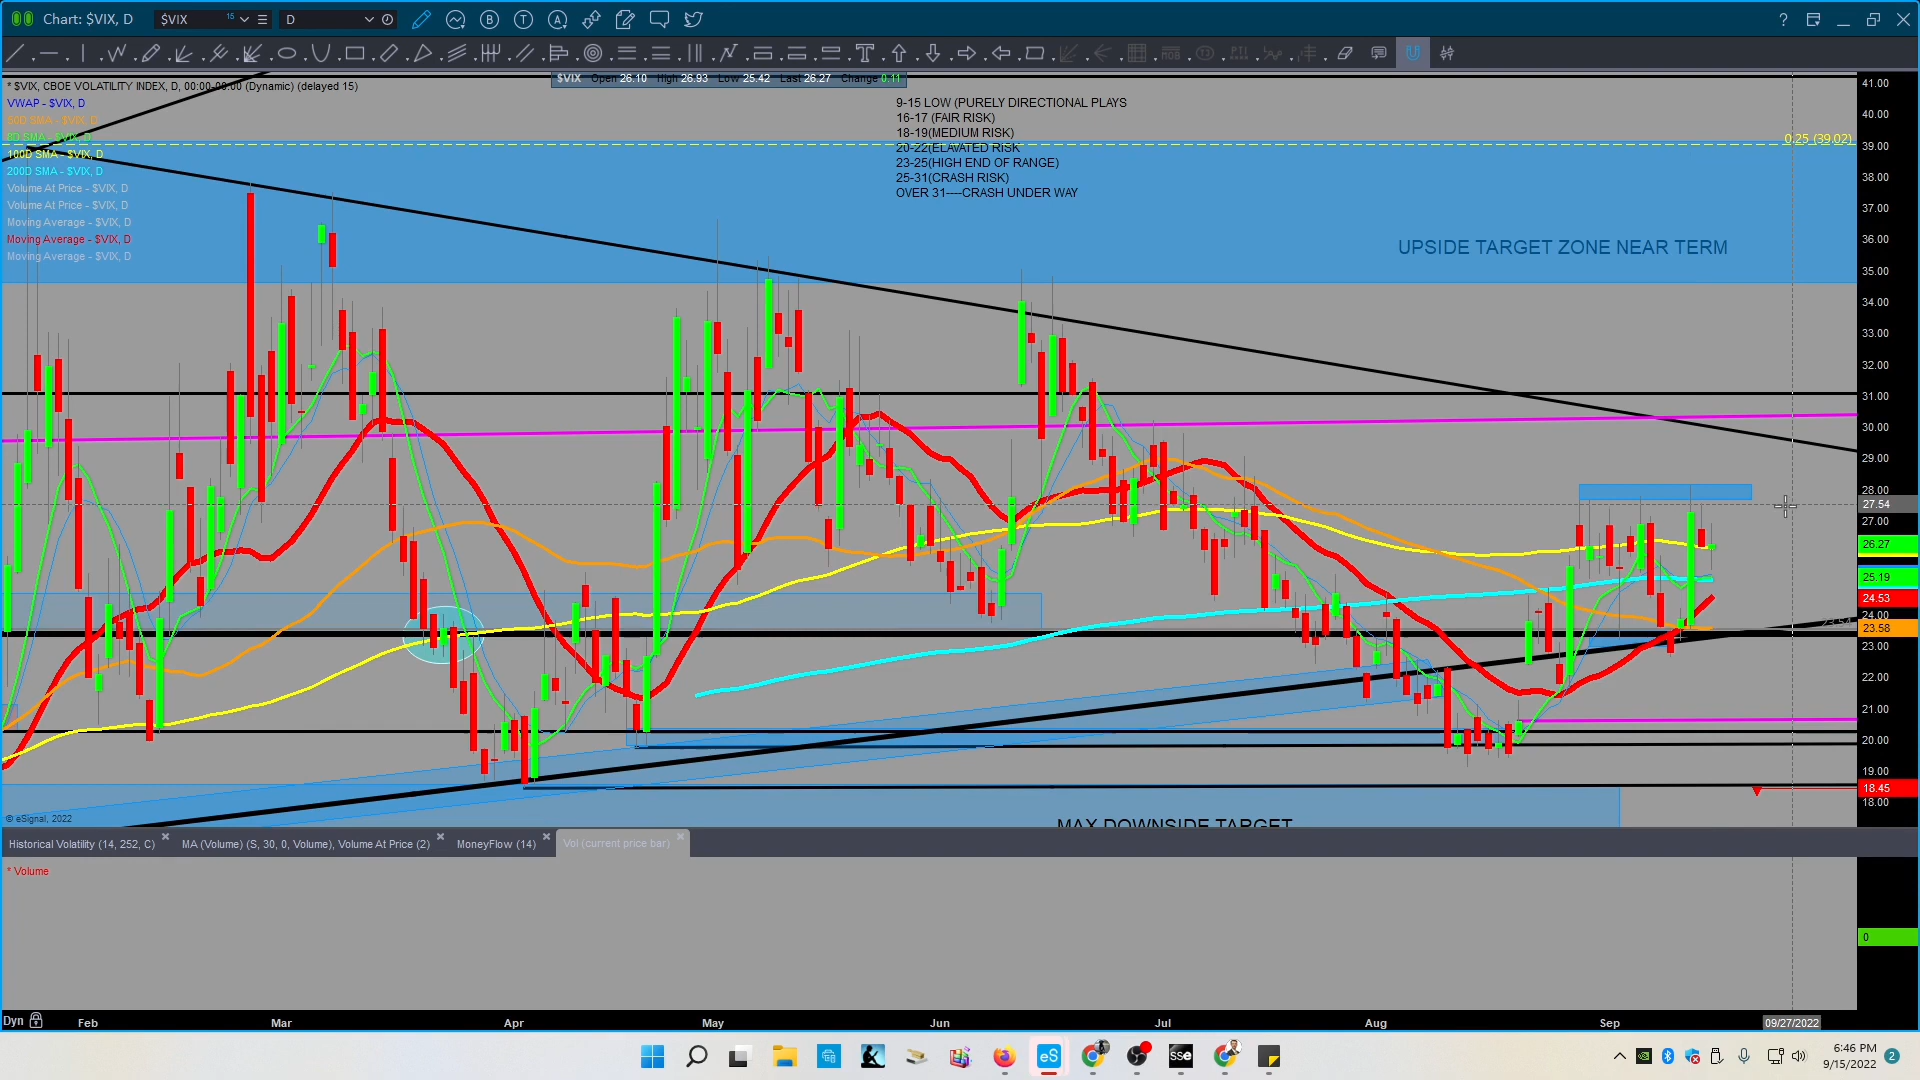 Chart: $VIX, D
$VIX
15
D
$VIX Open 26.10 High 26.93 Low 25.42 Last 26.27 Change 0.11
* $VIX, CBOE VOLATILITY INDEX, D, 00:00-00:00 (Dynamic) (delayed 15)
VWAP - $VIX, D
50D SMA - $VIX, D
8D SMA - $VIX, D
100D SMA - $VIX, D
200D SMA - $VIX, D
Volume At Price - $VIX, D
Volume At Price - $VIX, D
Moving Average - $VIX, D
Moving Average - $VIX, D
Moving Average - $VIX, D
9-15 LOW (PURELY DIRECTIONAL PLAYS
16-17 (FAIR RISK)
18-19(MEDIUM RISK)
20-22(ELAVATED RISK
23-25(HIGH END OF RANGE)
25-31(CRASH RISK)
OVER 31----CRASH UNDER WAY
0.25 (39.02)
UPSIDE TARGET ZONE NEAR TERM
MAX DOWNSIDE TARGET
41.00
40.00
39.00
38.00
37.00
36.00
35.00
34.00
33.00
32.00
31.00
30.00
29.00
28.00
27.54
27.00
26.27
25.19
24.53
24.00
23.58
23.00
22.00
21.00
20.00
19.00
18.45
18.00
© eSignal, 2022
Historical Volatility (14, 252, C)
MA (Volume) (S, 30, 0, Volume), Volume At Price (2)
MoneyFlow (14)
Vol (current price bar)
* Volume
0
Dyn
Feb
Mar
Apr
May
Jun
Jul
Aug
Sep
09/27/2022
eS
SSe
6:46 PM
9/15/2022
2